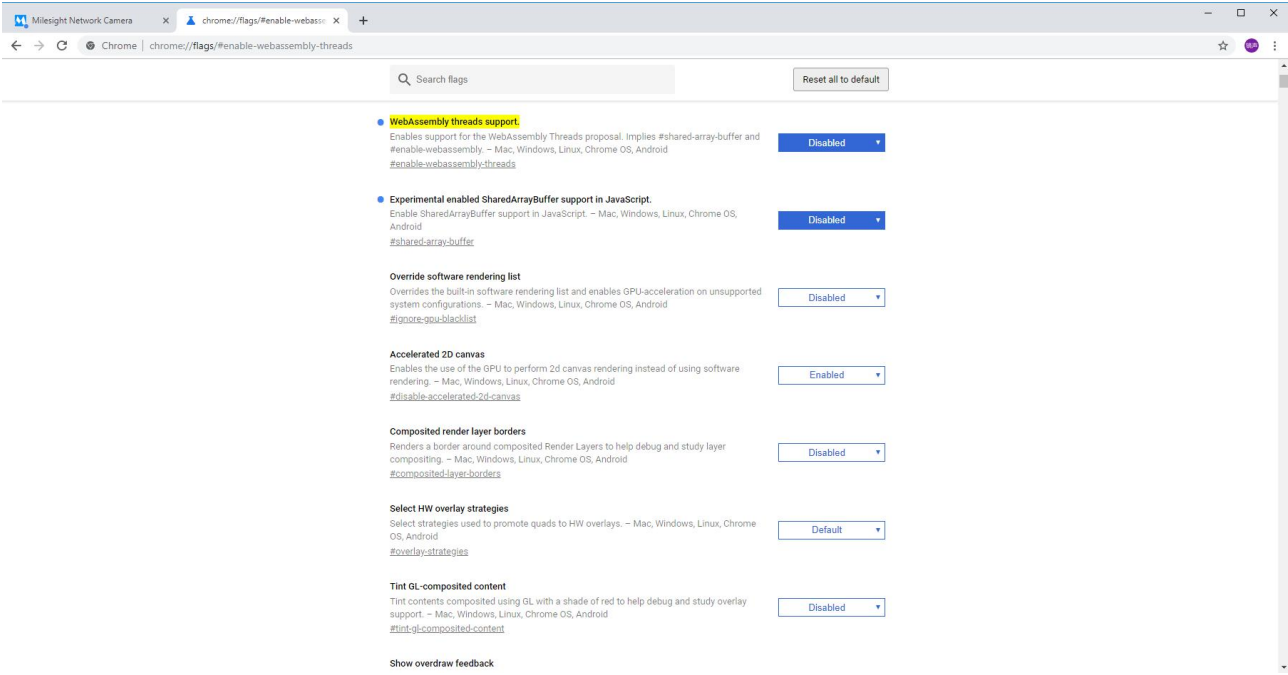 Milesight Network Camera
chrome://flags/#enable-webasse
Chrome | chrome://flags/#enable-webassembly-threads
Search flags
Reset all to default
WebAssembly threads support.
Enables support for the WebAssembly Threads proposal. Implies #shared-array-buffer and
#enable-webassembly. – Mac, Windows, Linux, Chrome OS, Android
#enable-webassembly-threads
Disabled
Experimental enabled SharedArrayBuffer support in JavaScript.
Enable SharedArrayBuffer support in JavaScript. – Mac, Windows, Linux, Chrome OS,
Android
#shared-array-buffer
Disabled
Override software rendering list
Overrides the built-in software rendering list and enables GPU-acceleration on unsupported
system configurations. – Mac, Windows, Linux, Chrome OS, Android
#ignore-gpu-blacklist
Disabled
Accelerated 2D canvas
Enables the use of the GPU to perform 2d canvas rendering instead of using software
rendering. – Mac, Windows, Linux, Chrome OS, Android
#disable-accelerated-2d-canvas
Enabled
Composited render layer borders
Renders a border around composited Render Layers to help debug and study layer
compositing. – Mac, Windows, Linux, Chrome OS, Android
#composited-layer-borders
Disabled
Select HW overlay strategies
Select strategies used to promote quads to HW overlays. – Mac, Windows, Linux, Chrome
OS, Android
#overlay-strategies
Default
Tint GL-composited content
Tint contents composited using GL with a shade of red to help debug and study overlay
support. – Mac, Windows, Linux, Chrome OS, Android
#tint-gl-composited-content
Disabled
Show overdraw feedback